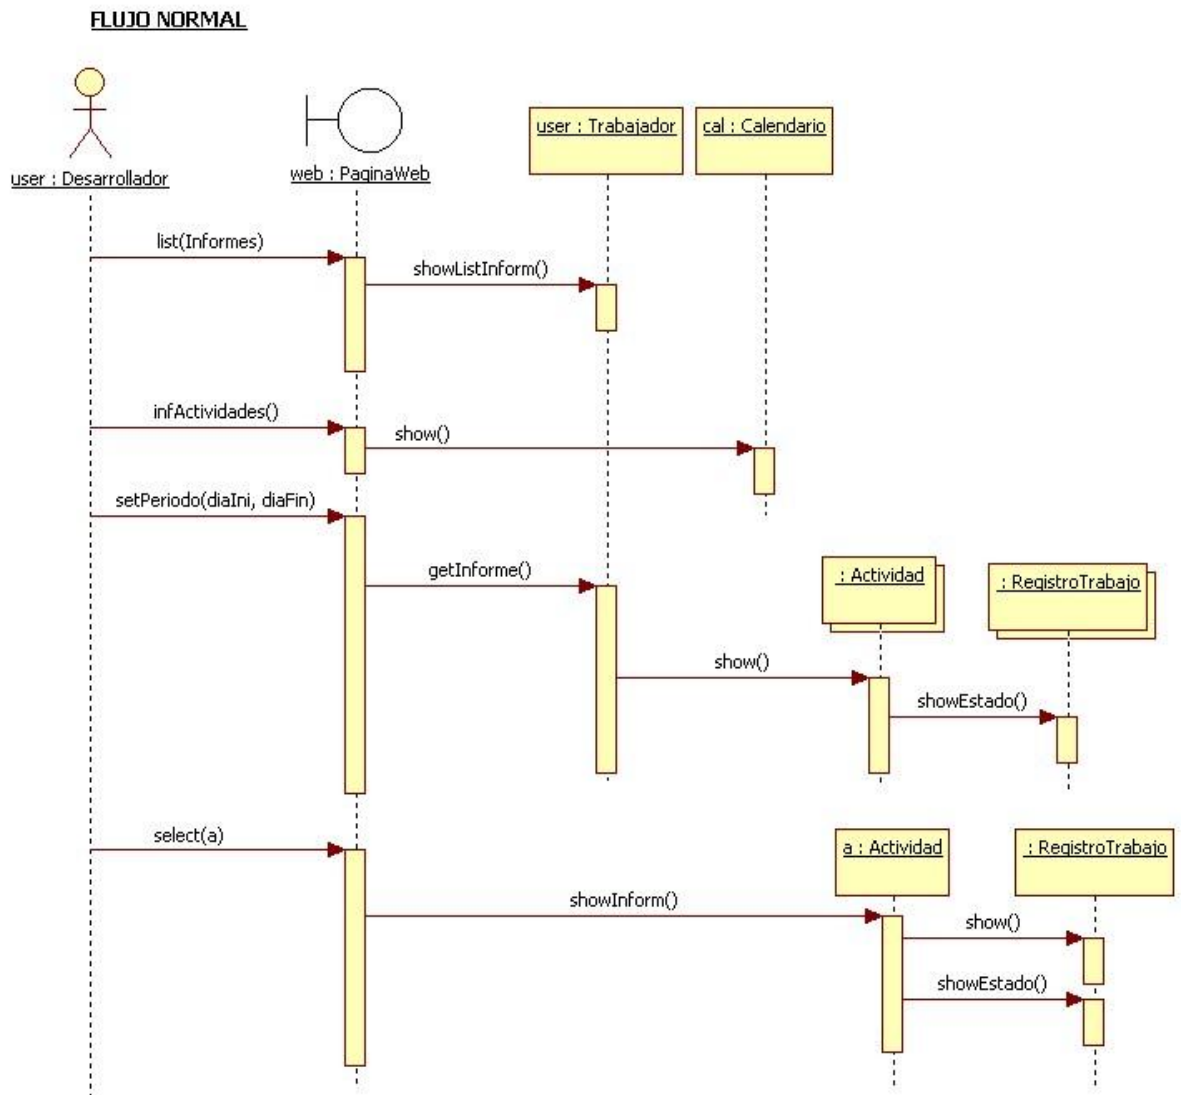 FLUJO NORMAL
user : Trabajador
cal : Calendario
user : Desarrollador
web : PaginaWeb
list(Informes)
showListInform()
infActividades()
show()
setPeriodo(diaIni, diaFin)
getInforme()
: Actividad
: RegistroTrabajo
show()
showEstado()
select(a)
a : Actividad
: RegistroTrabajo
showInform()
show()
showEstado()